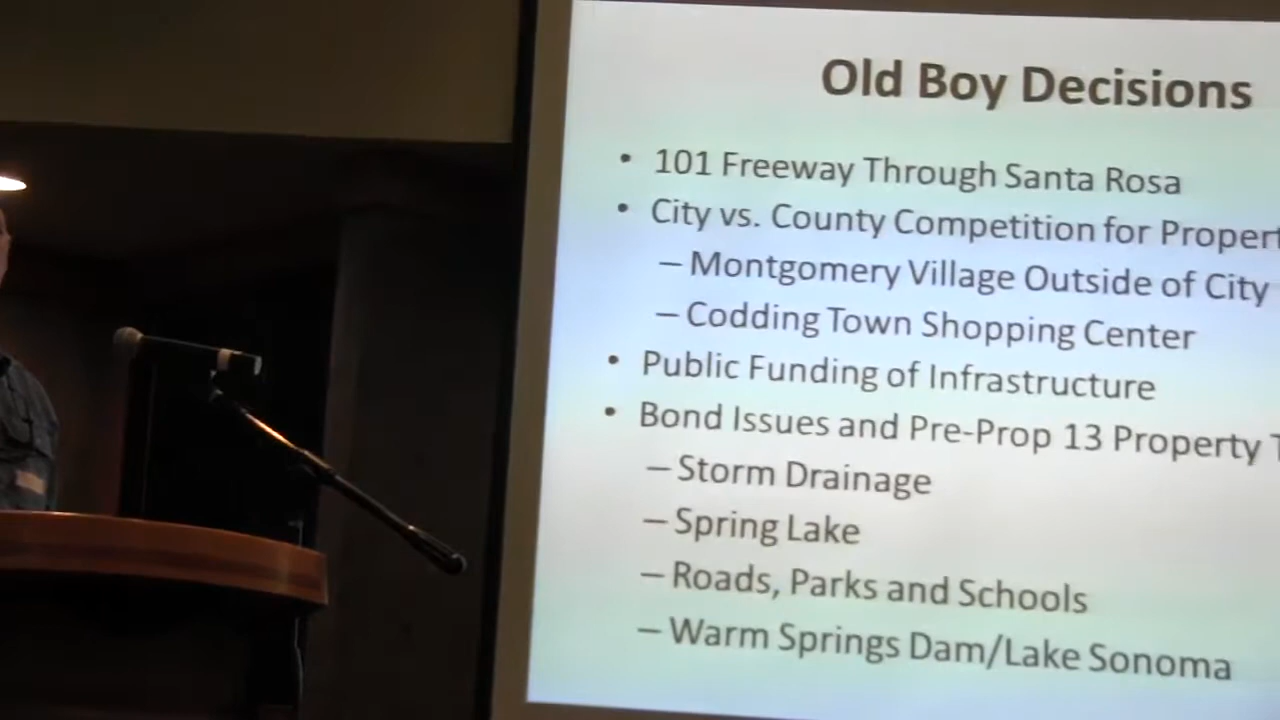 Old Boy Decisions
• 101 Freeway Through Santa Rosa
• City vs. County Competition for
– Montgomery Village Outside of City
– Codding Town Shopping Center
• Public Funding of Infrastructure
• Bond Issues and Pre-Prop 13 Property
– Storm Drainage
– Spring Lake
– Roads, Parks and Schools
– Warm Springs Dam/Lake Sonoma